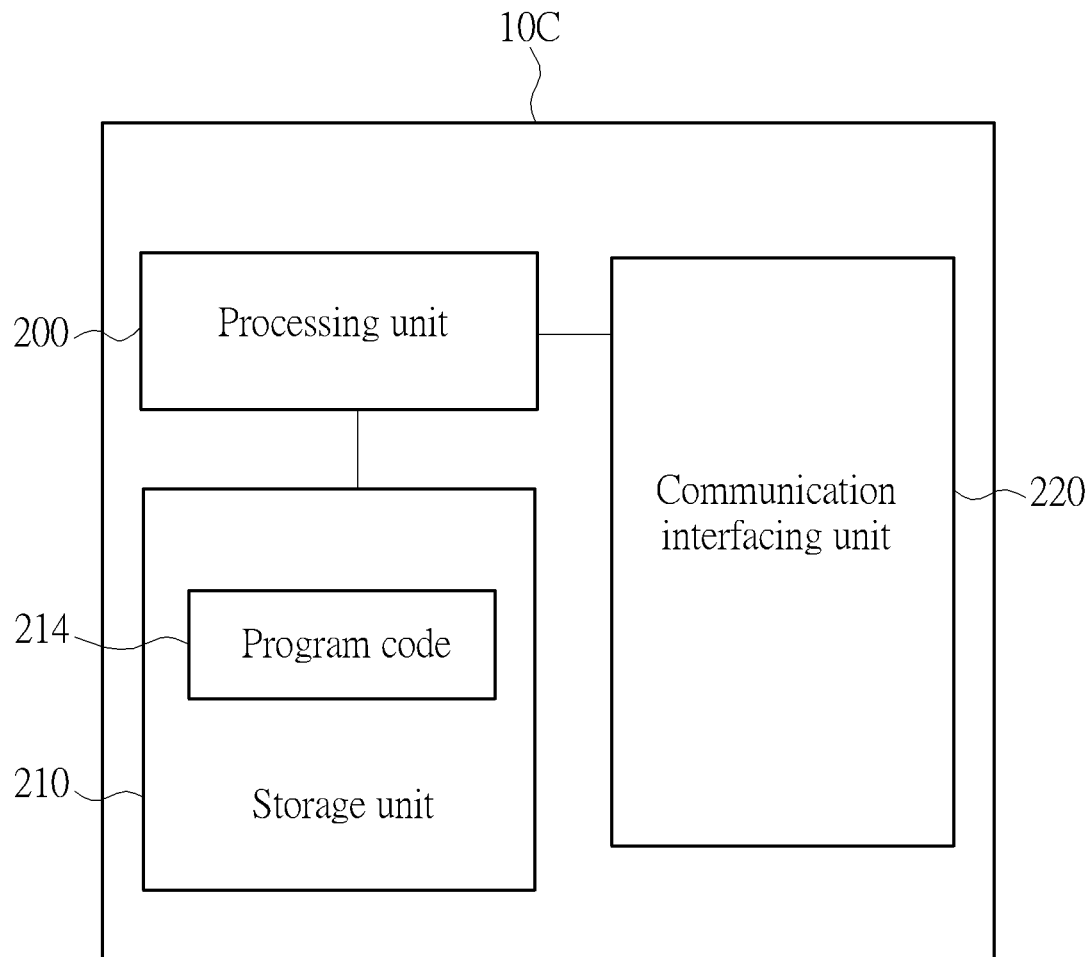 10C
200
Processing unit
Communication
interfacing unit
220
214
Program code
210
Storage unit